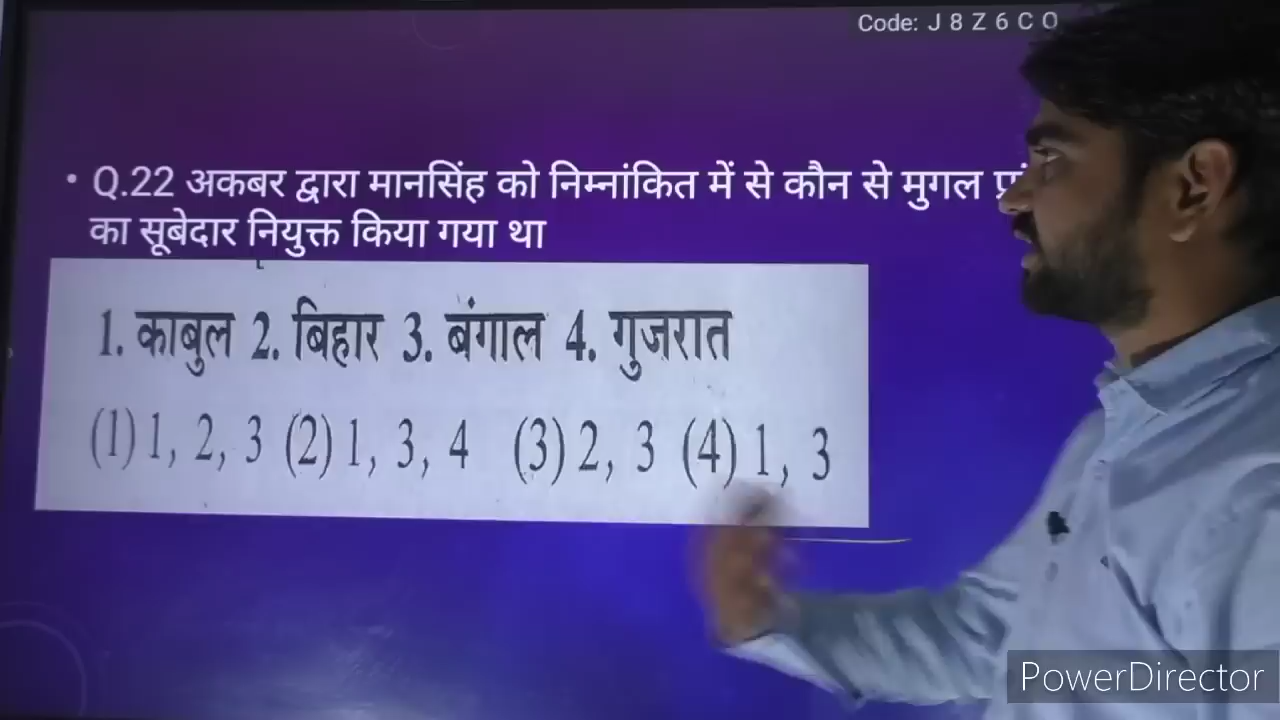 Code: J 8 Z 6 C O
• Q.22 अकबर द्वारा मानसिंह को निम्नांकित में से कौन से मुगल
का सूबेदार नियुक्त किया गया था
1. काबुल 2. बिहार 3. बंगाल 4. गुजरात
(1) 1, 2, 3 (2) 1, 3, 4 (3) 2, 3 (4) 1, 3
PowerDirector